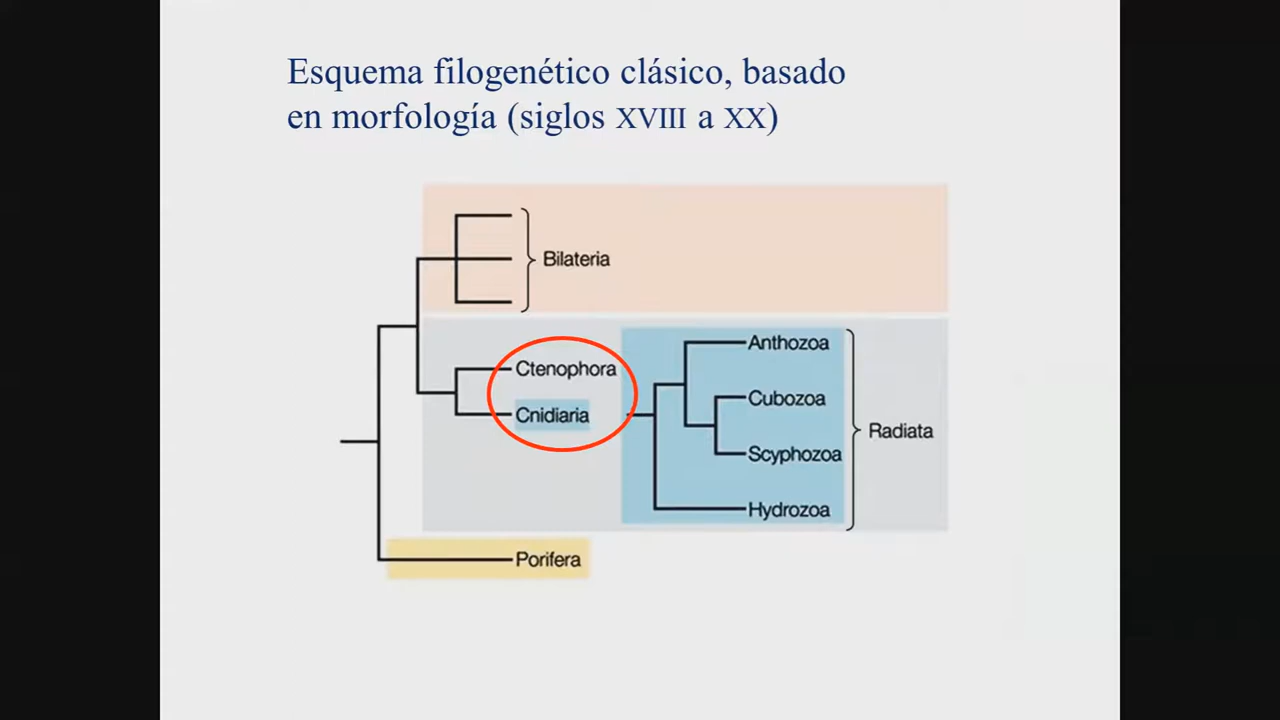 Esquema filogenético clásico, basado
en morfología (siglos XVIII a XX)
Bilateria
Ctenophora
Cnidiaria
Anthozoa
Cubozoa
Scyphozoa
Hydrozoa
Radiata
Porifera